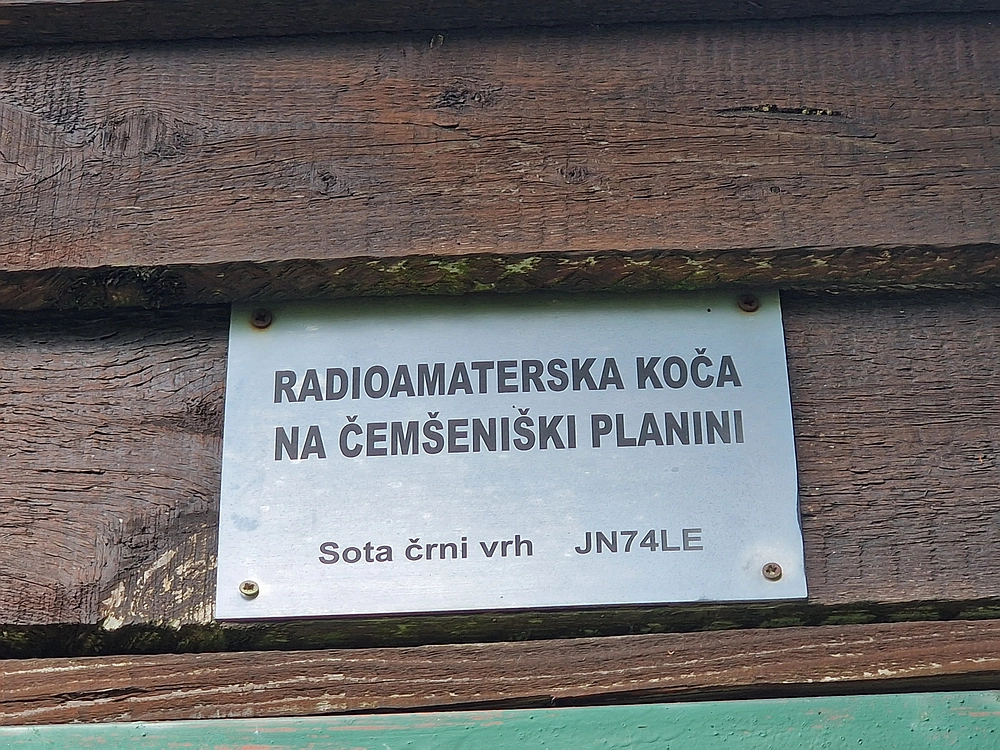 RADIOAMATERSKA KOČA
NA ČEMŠENIŠKI PLANINI
Sota črni vrh JN74LE